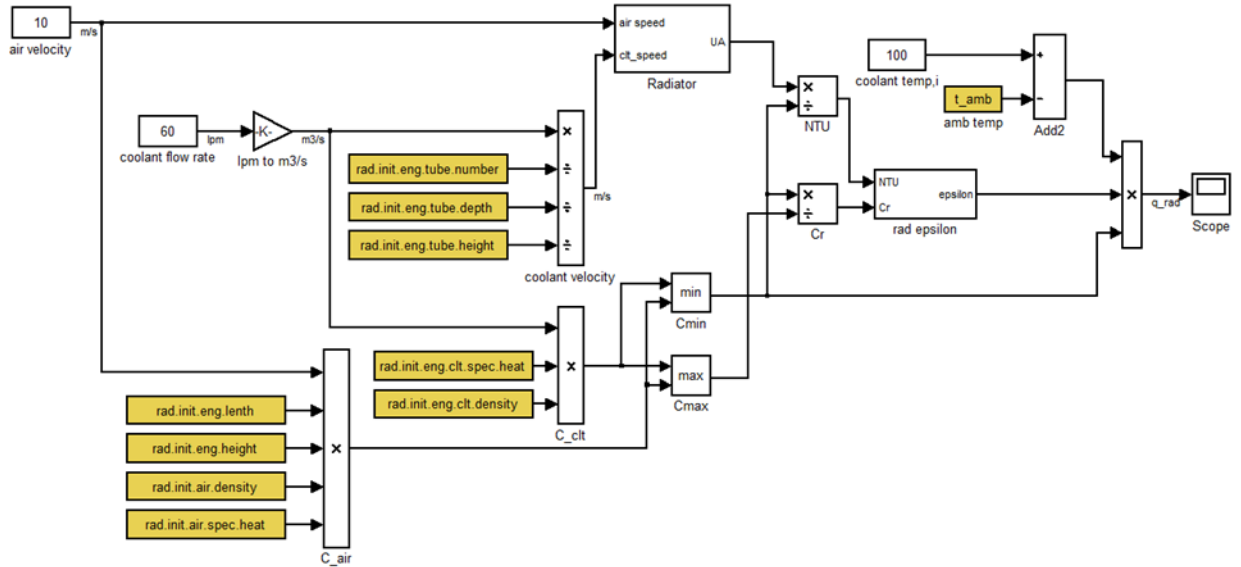 10
m/s
air velocity
air speed
clt_speed
UA
Radiator
100
coolant temp,i
t_amb
amb temp
+
−
Add2
60
lpm
coolant flow rate
-K-
m3/s
lpm to m3/s
×
÷
NTU
rad.init.eng.tube.number
rad.init.eng.tube.depth
rad.init.eng.tube.height
×
÷
÷
÷
m/s
coolant velocity
×
÷
Cr
NTU
Cr
epsilon
rad epsilon
×
q_rad
Scope
min
Cmin
max
Cmax
rad.init.eng.clt.spec.heat
rad.init.eng.clt.density
×
C_clt
rad.init.eng.lenth
rad.init.eng.height
rad.init.air.density
rad.init.air.spec.heat
×
C_air